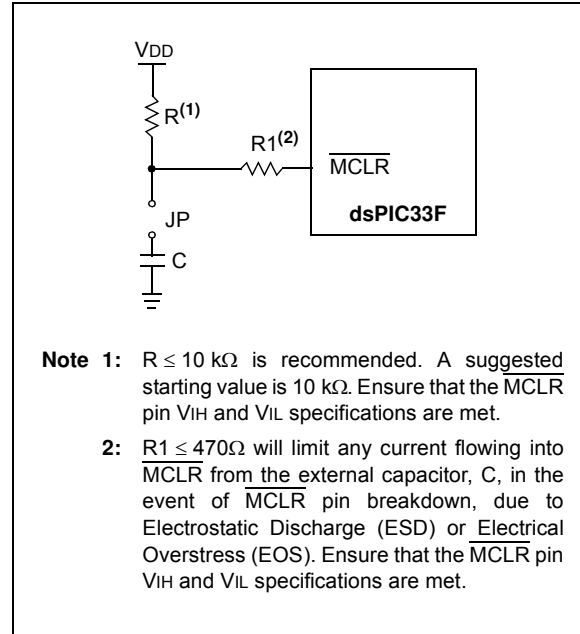 VDD
R(1)
R1(2)
MCLR
dsPIC33F
JP
C
Note 1: R ≤ 10 kΩ is recommended. A suggested
starting value is 10 kΩ. Ensure that the MCLR
pin VIH and VIL specifications are met.
2: R1 ≤ 470Ω will limit any current flowing into
MCLR from the external capacitor, C, in the
event of MCLR pin breakdown, due to
Electrostatic Discharge (ESD) or Electrical
Overstress (EOS). Ensure that the MCLR pin
VIH and VIL specifications are met.